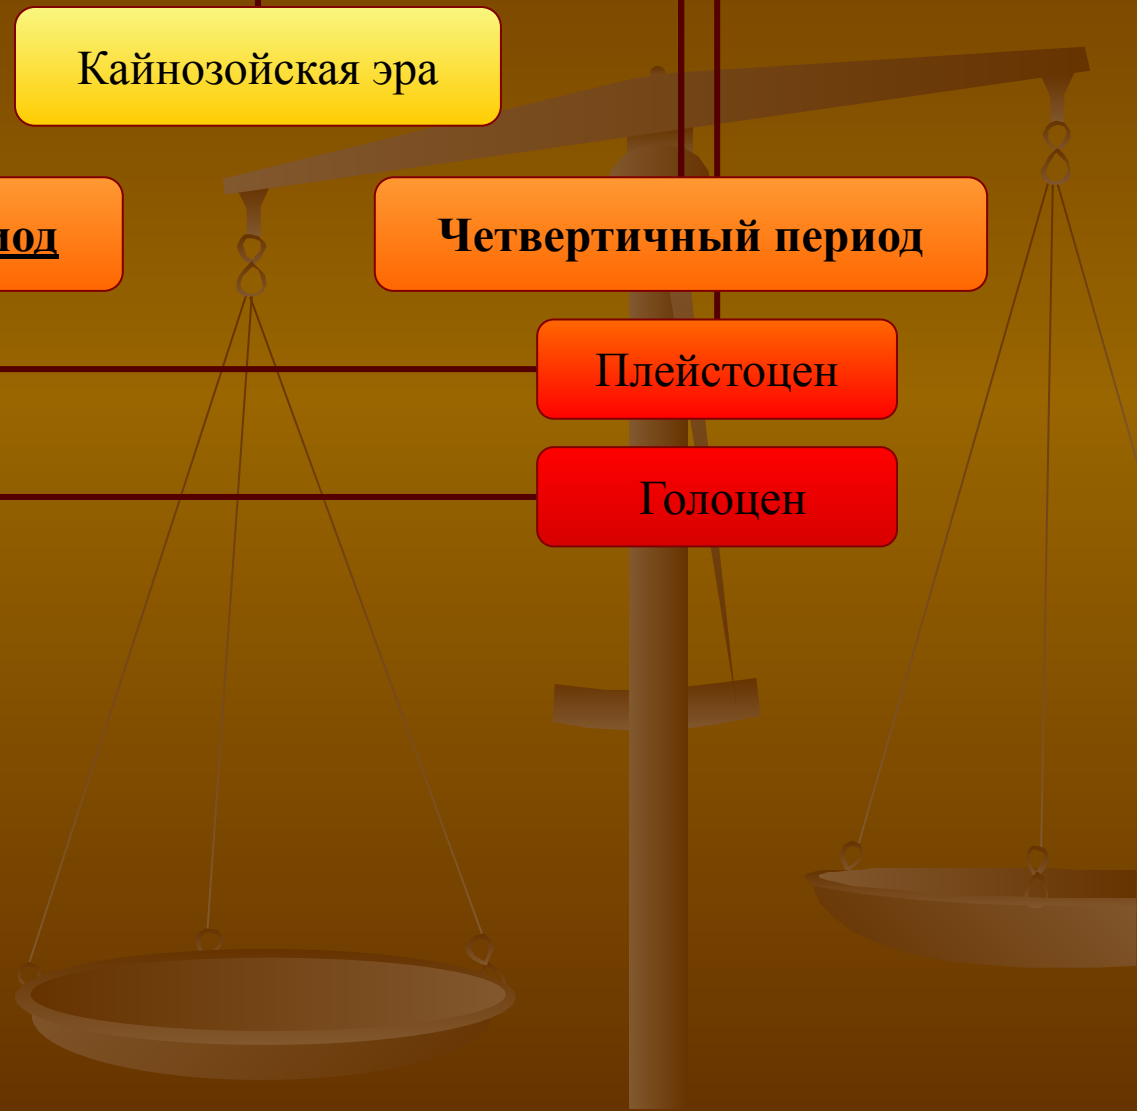 Кайнозойская эра
Четвертичный период
Плейстоцен
Голоцен